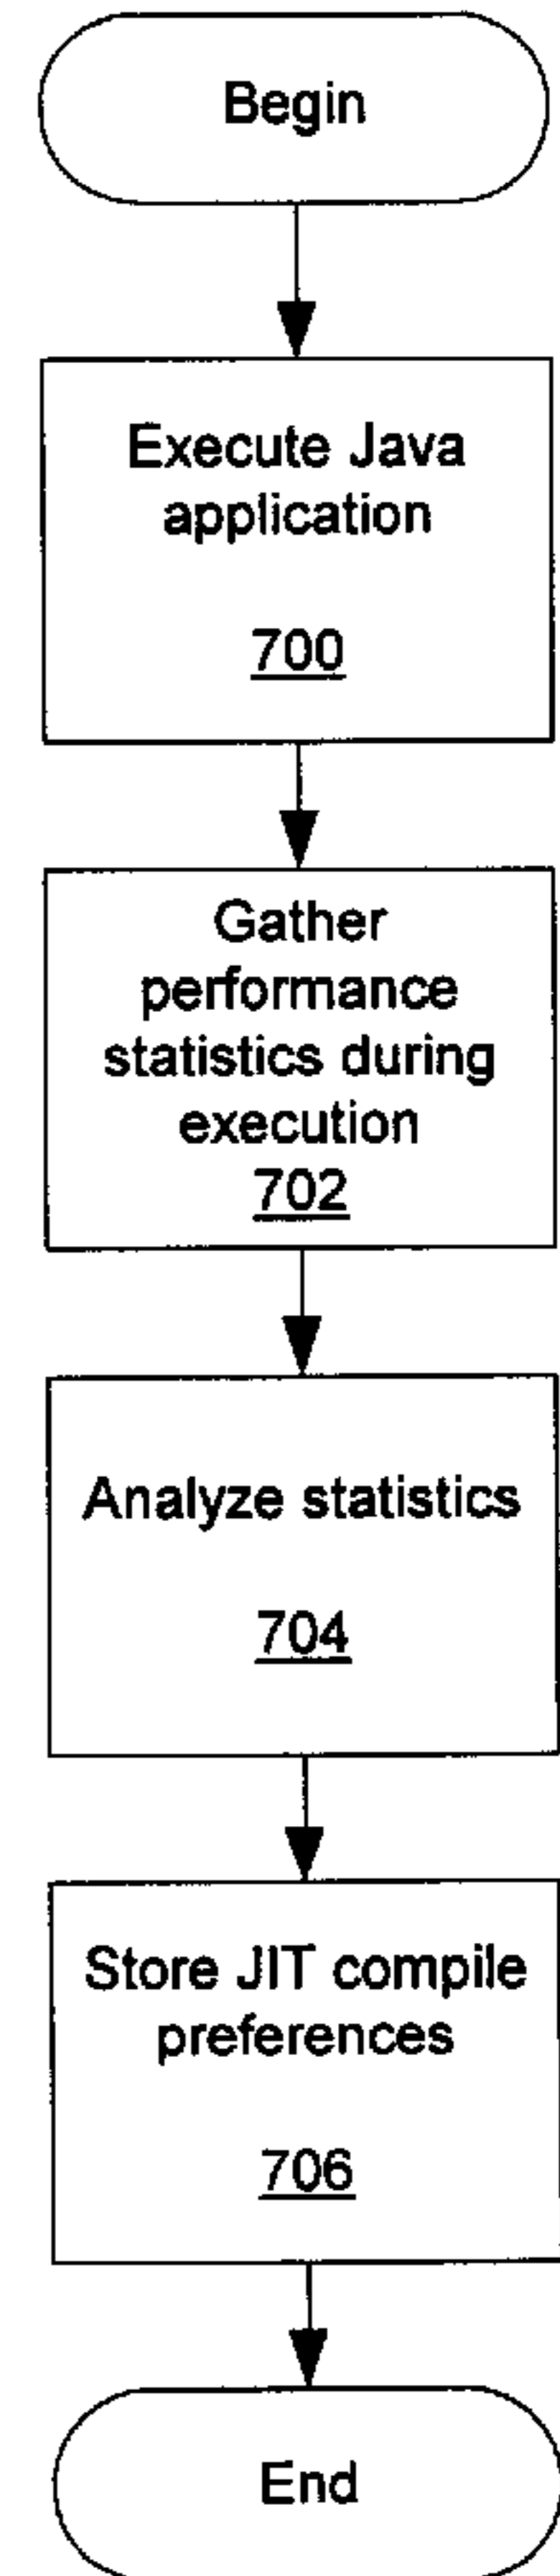 Begin
Execute Java
application
700
Gather
performance
statistics during
execution
702
Analyze statistics
704
Store JIT compile
preferences
706
End